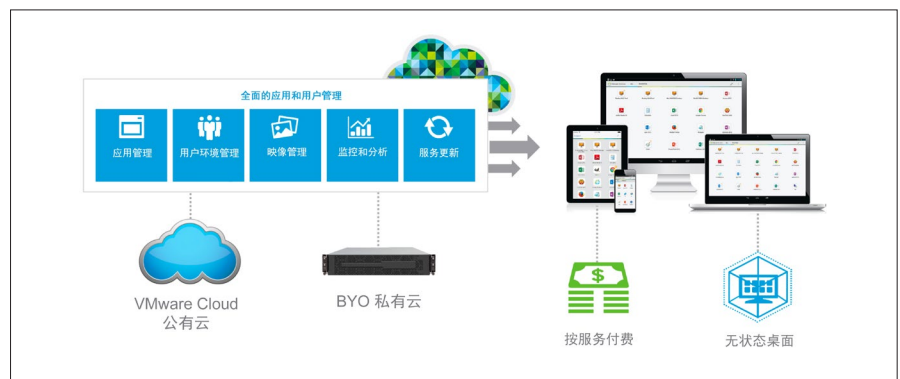 全面的应用和用户管理
应用管理
用户环境管理
映像管理
监控和分析
服务更新
VMware Cloud
公有云
BYO 私有云
$
按服务付费
无状态桌面